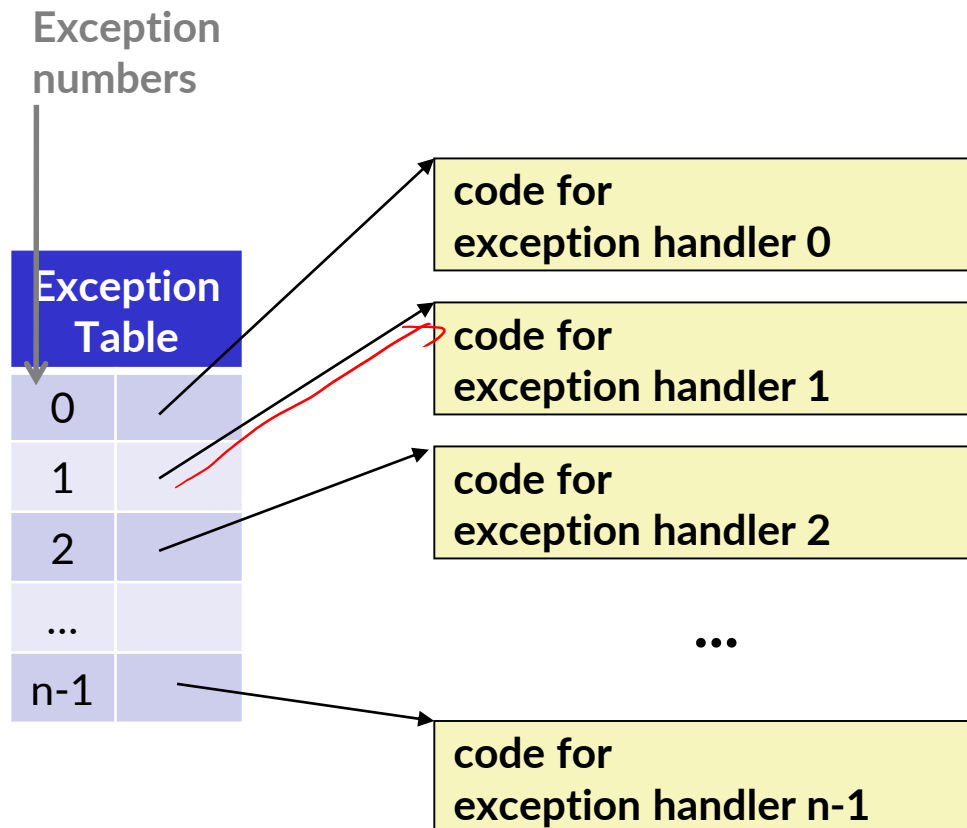 Exception
numbers
Exception
Table
0
1
2
...
n-1
code for
exception handler 0
code for
exception handler 1
code for
exception handler 2
...
code for
exception handler n-1